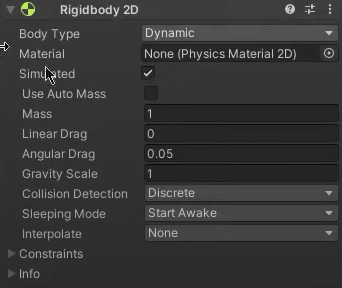 Rigidbody 2D
Body Type Dynamic
Material None (Physics Material 2D)
Simulated
Use Auto Mass
Mass 1
Linear Drag 0
Angular Drag 0.05
Gravity Scale 1
Collision Detection Discrete
Sleeping Mode Start Awake
Interpolate None
Constraints
Info